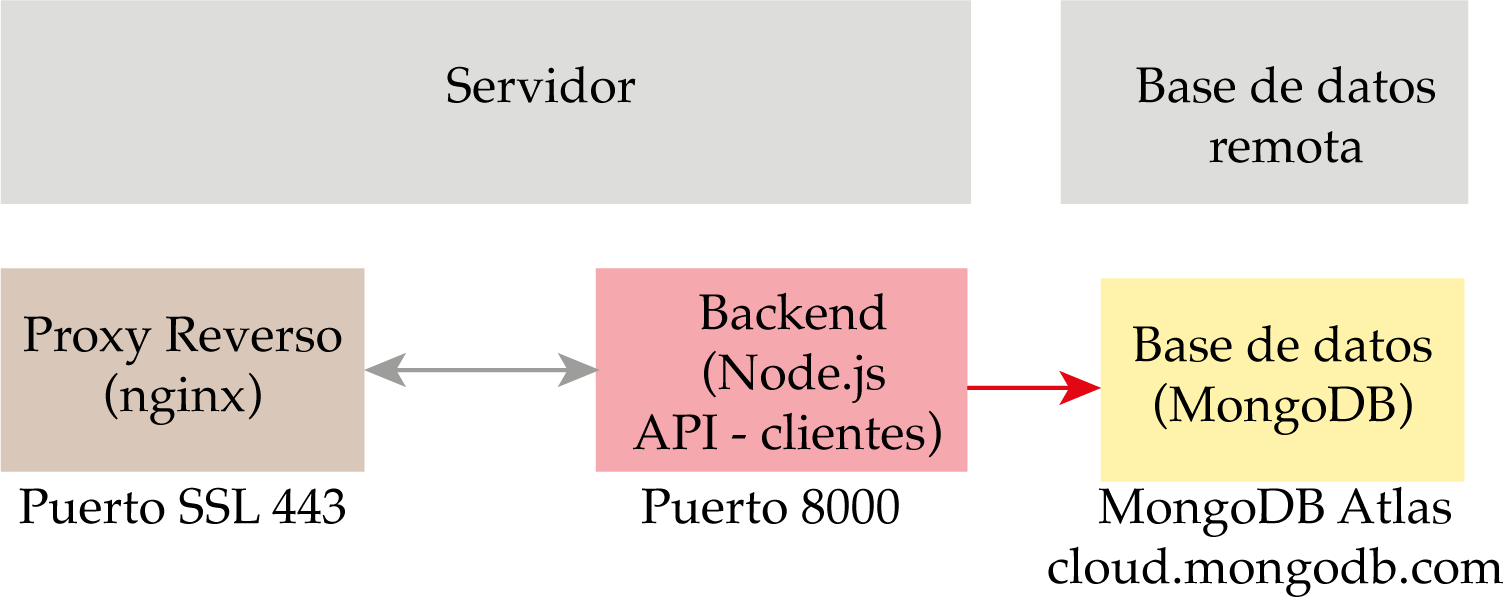 Servidor
Base de datos
remota
Proxy Reverso
(nginx)
Puerto SSL 443
Backend
(Node.js
API - clientes)
Puerto 8000
Base de datos
(MongoDB)
MongoDB Atlas
cloud.mongodb.com